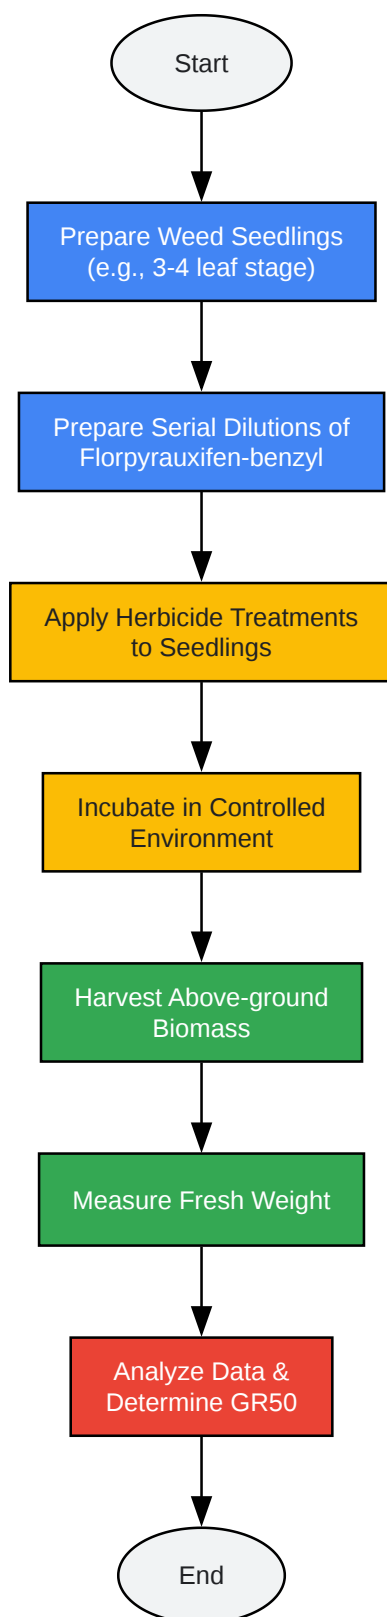 Start
Prepare Weed Seedlings
(e.g., 3-4 leaf stage)
Prepare Serial Dilutions of
Florpyrauxifen-benzyl
Apply Herbicide Treatments
to Seedlings
Incubate in Controlled
Environment
Harvest Above-ground
Biomass
Measure Fresh Weight
Analyze Data &
Determine GR50
End